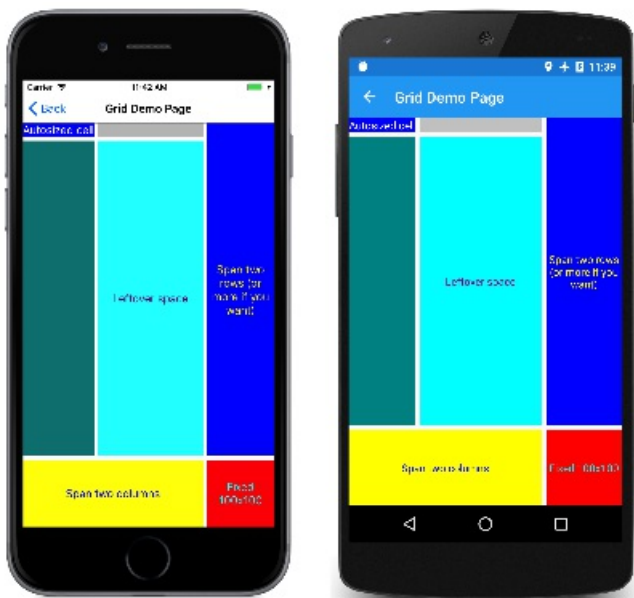 Carrier 11:42 AM
Back Grid Demo Page
Autosized cell
Leftover space
Span two
rows (or
more if you
want)
Span two columns
Fixed
100x100
11:39
Grid Demo Page
Autosized cell
Leftover space
Span two rows
(or more if you
want)
Span two columns
Fixed 100x100